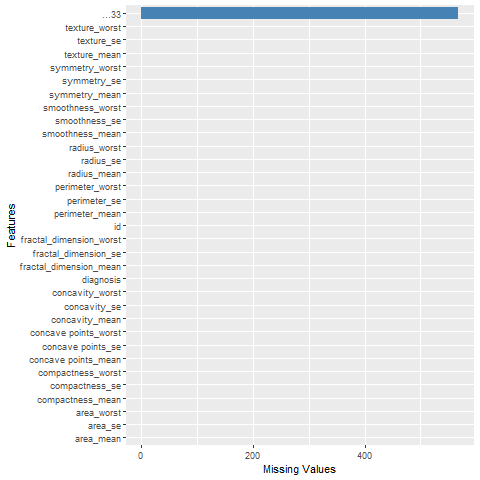 ...33
texture_worst
texture_se
texture_mean
symmetry_worst
symmetry_se
symmetry_mean
smoothness_worst
smoothness_se
smoothness_mean
radius_worst
radius_se
radius_mean
perimeter_worst
perimeter_se
perimeter_mean
id
fractal_dimension_worst
fractal_dimension_se
fractal_dimension_mean
diagnosis
concavity_worst
concavity_se
concavity_mean
concave points_worst
concave points_se
concave points_mean
compactness_worst
compactness_se
compactness_mean
area_worst
area_se
area_mean
Features
0 200 400
Missing Values